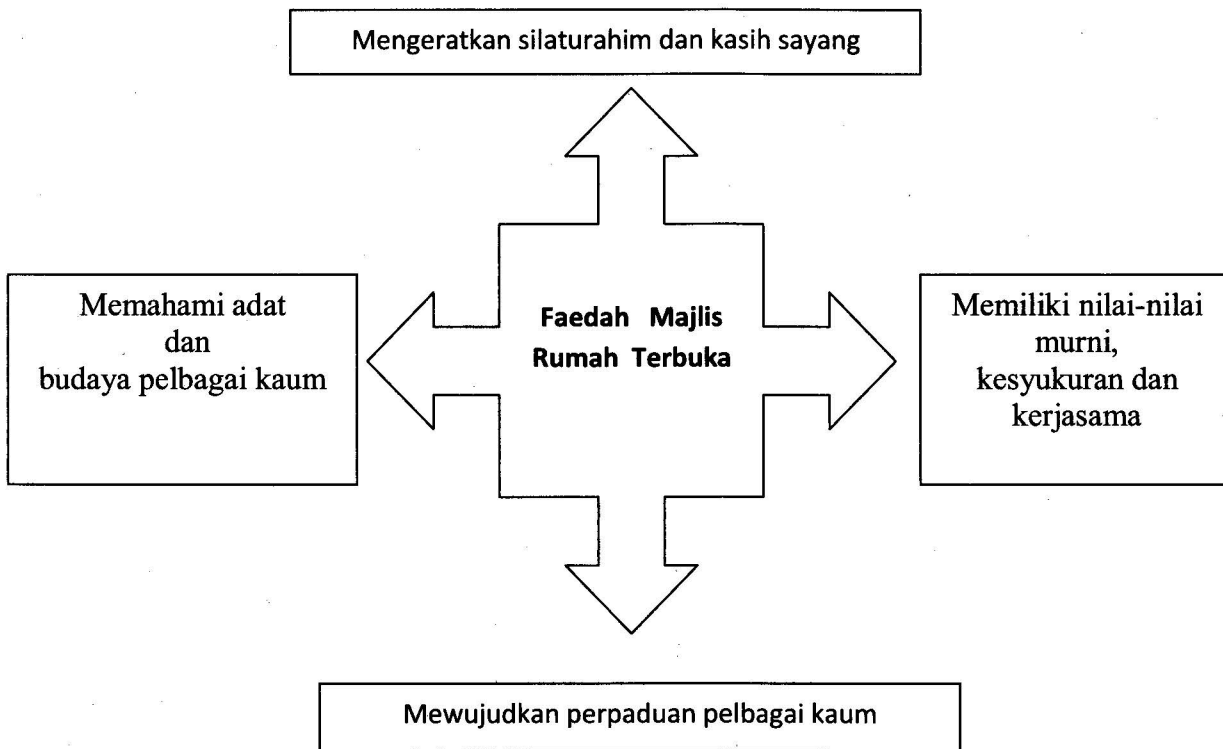 Mengeratkan silaturahim dan kasih sayang
Memahami adat
dan
budaya pelbagai kaum
Faedah Majlis
Rumah Terbuka
Memiliki nilai-nilai
murni,
kesyukuran dan
kerjasama
Mewujudkan perpaduan pelbagai kaum